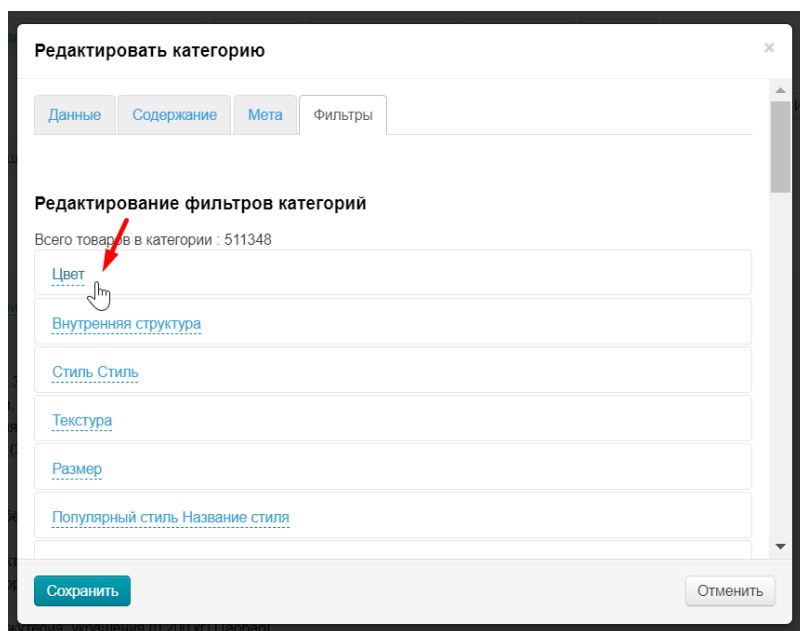 Редактировать категорию
×
Данные Содержание Мета Фильтры
Редактирование фильтров категорий
Всего товаров в категории : 511348
Цвет
Внутренняя структура
Стиль Стиль
Текстура
Размер
Популярный стиль Название стиля
Сохранить Отменить